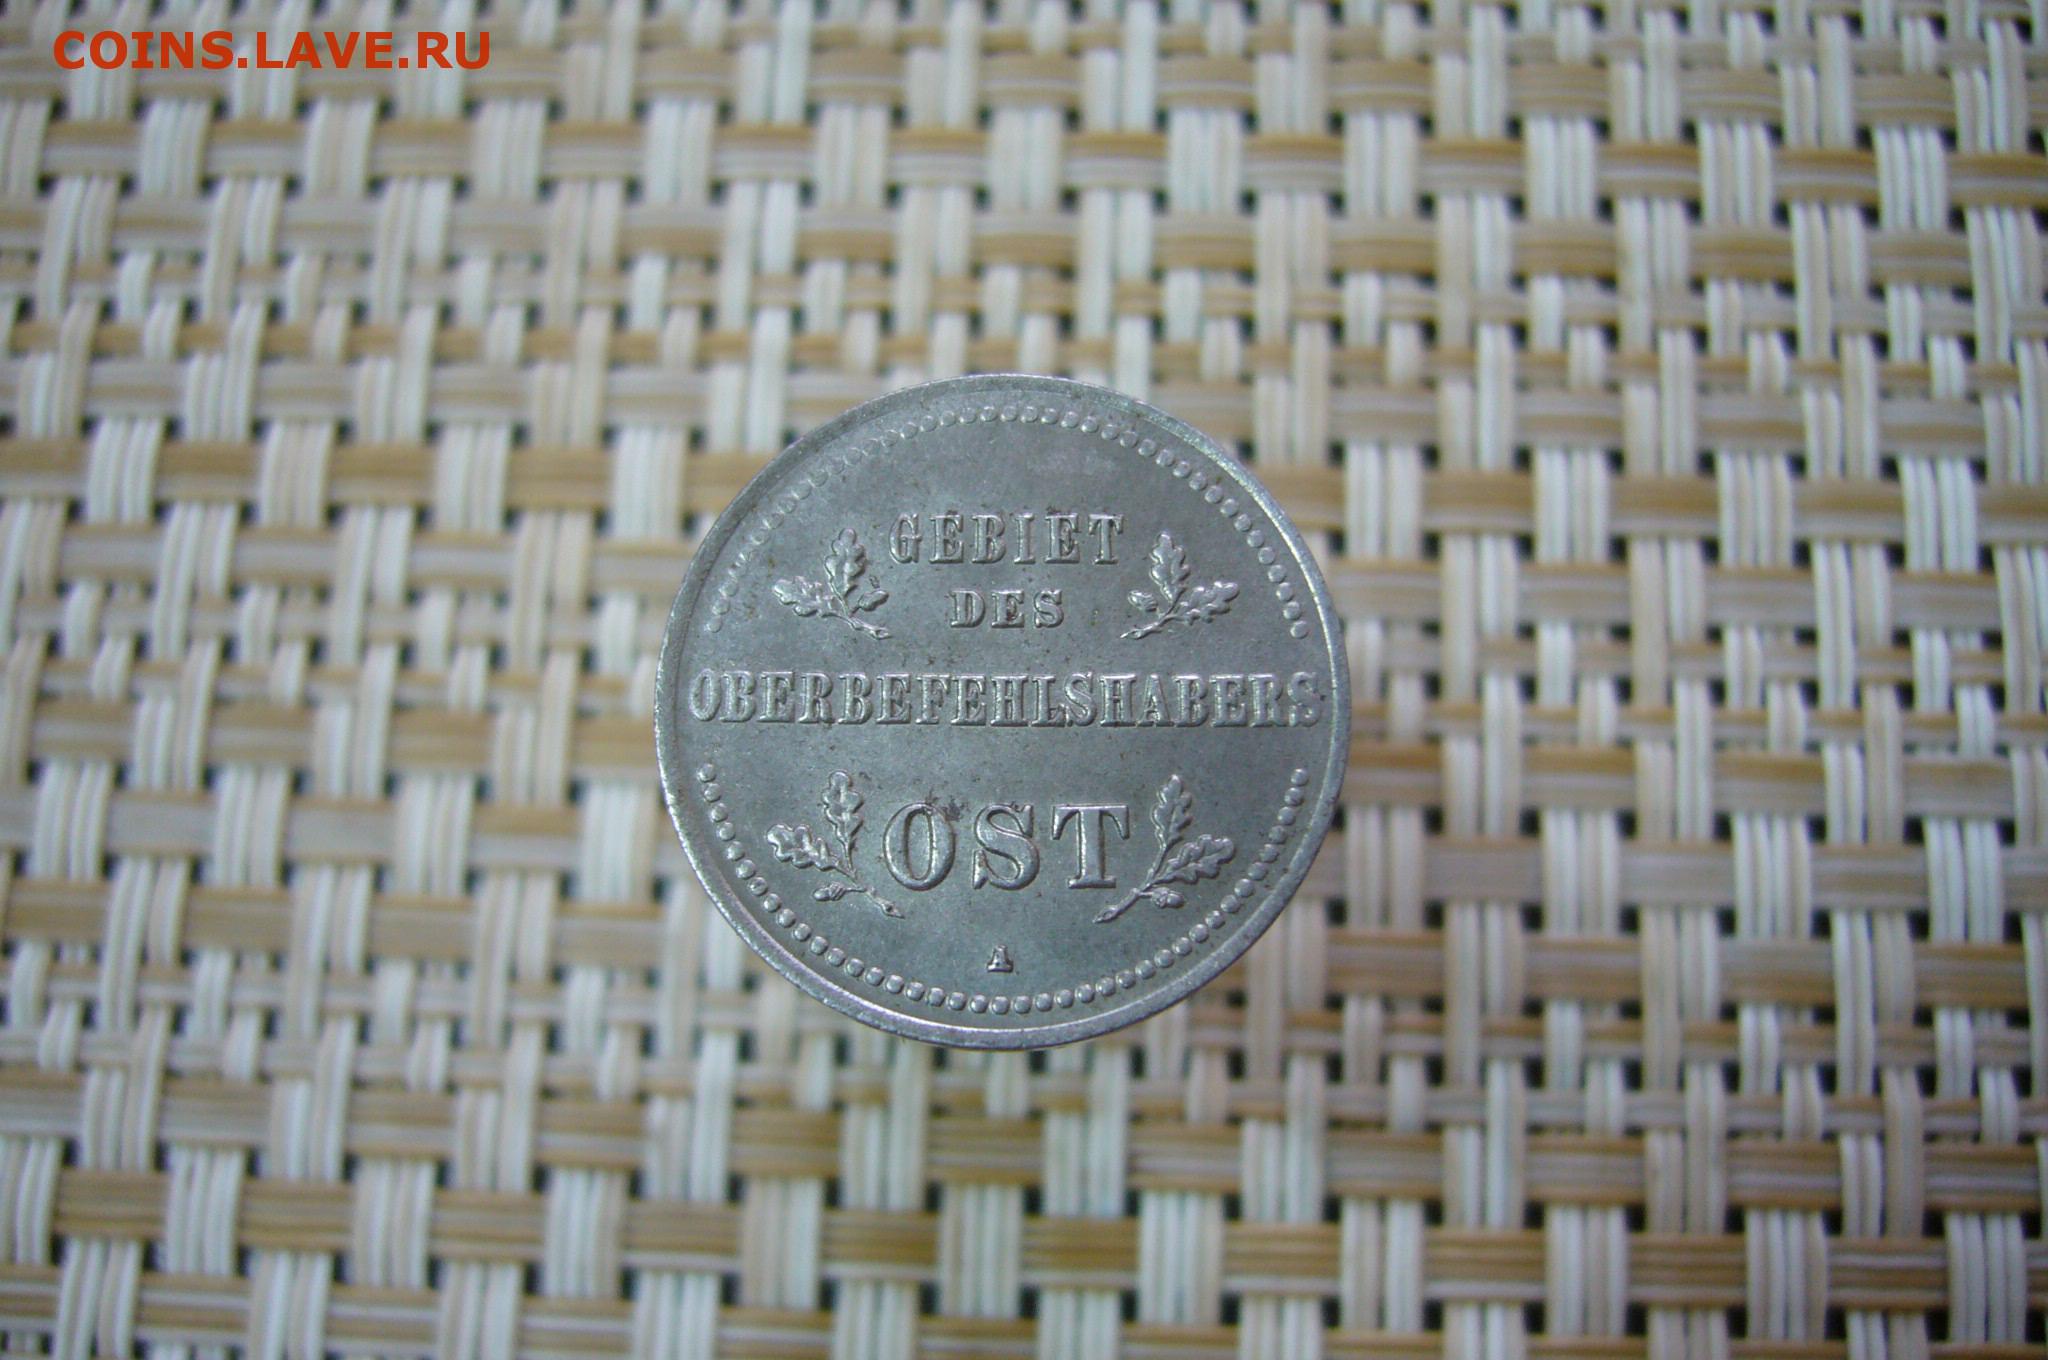 COINS.LAVE.RU
GEBIET
DES
OBERBEFEHLSHABERS
OST
A